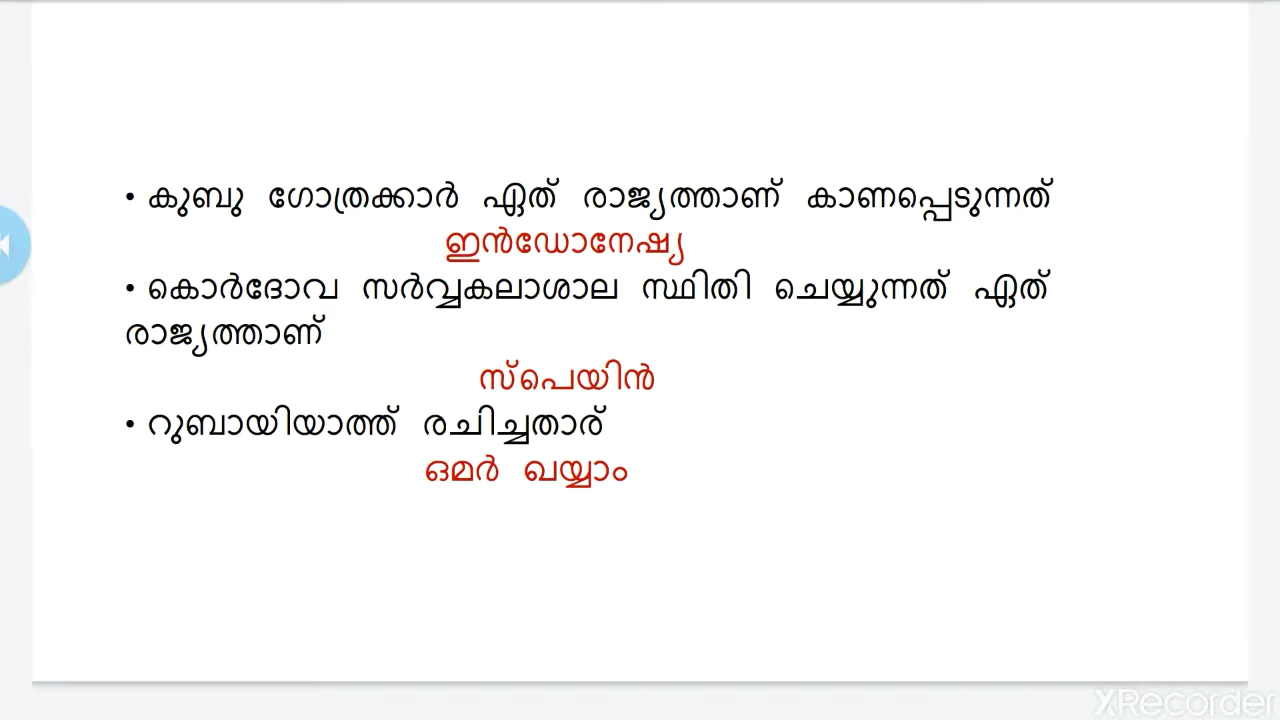 • കുബു ഗോത്രക്കാർ ഏത് രാജ്യത്താണ് കാണപ്പെടുന്നത്
ഇൻഡോനേഷ്യ
• കൊർദോവ സർവ്വകലാശാല സ്ഥിതി ചെയ്യുന്നത് ഏത്
രാജ്യത്താണ്
സ്പെയിൻ
• റുബായിയാത്ത് രചിച്ചതാര്
ഒമർ ഖയ്യാം
XRecorder